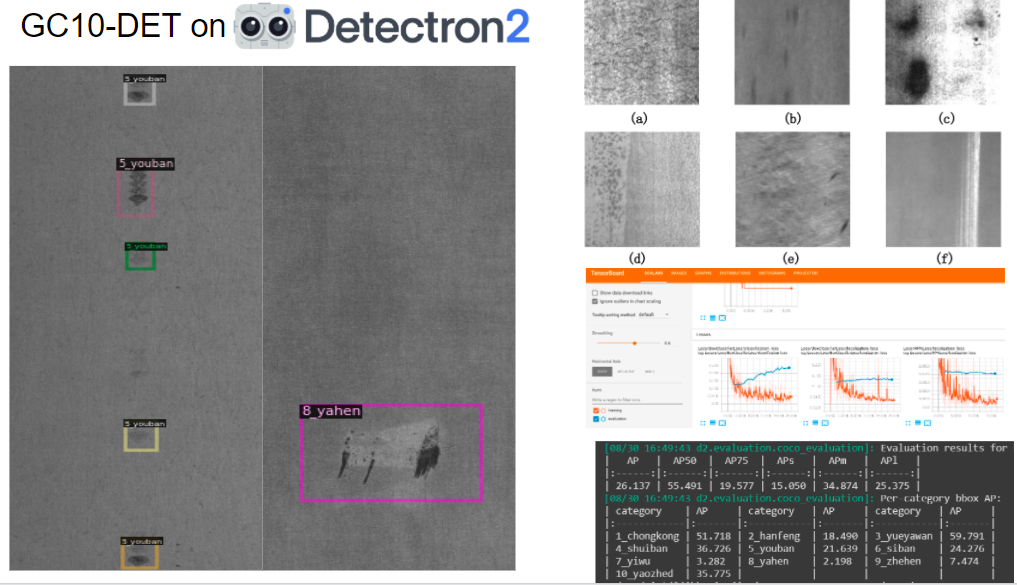 GC10-DET on Detectron2
5_youban
5_youban
5_youban
5_youban
5_youban
8_yahen
(a)
(b)
(c)
(d)
(e)
(f)
TensorBoard
SCALARS IMAGES GRAPHS DISTRIBUTIONS HISTOGRAMS PROJECTOR
Show data download links
Ignore outliers in chart scaling
Tooltip sorting method: default
Smoothing
0.6
Horizontal Axis
STEP RELATIVE WALL
Runs
Write a regex to filter runs
training
evaluation
[08/30 16:49:43 d2.evaluation.coco_evaluation]: Evaluation results for
| AP | AP50 | AP75 | APs | APm | APl |
|:------:|:------:|:------:|:------:|:------:|:------:|
| 26.137 | 55.491 | 19.577 | 15.050 | 34.874 | 25.375 |
[08/30 16:49:43 d2.evaluation.coco_evaluation]: Per-category bbox AP:
| category | AP | category | AP | category | AP |
| 1_chongkong | 51.718 | 2_hanfeng | 18.490 | 3_yueyawan | 59.791 |
| 4_shuiban | 36.726 | 5_youban | 21.639 | 6_siban | 24.276 |
| 7_yiwu | 3.282 | 8_yahen | 2.198 | 9_zhehen | 7.474 |
| 10_yaozhed | 35.775 | | | | |